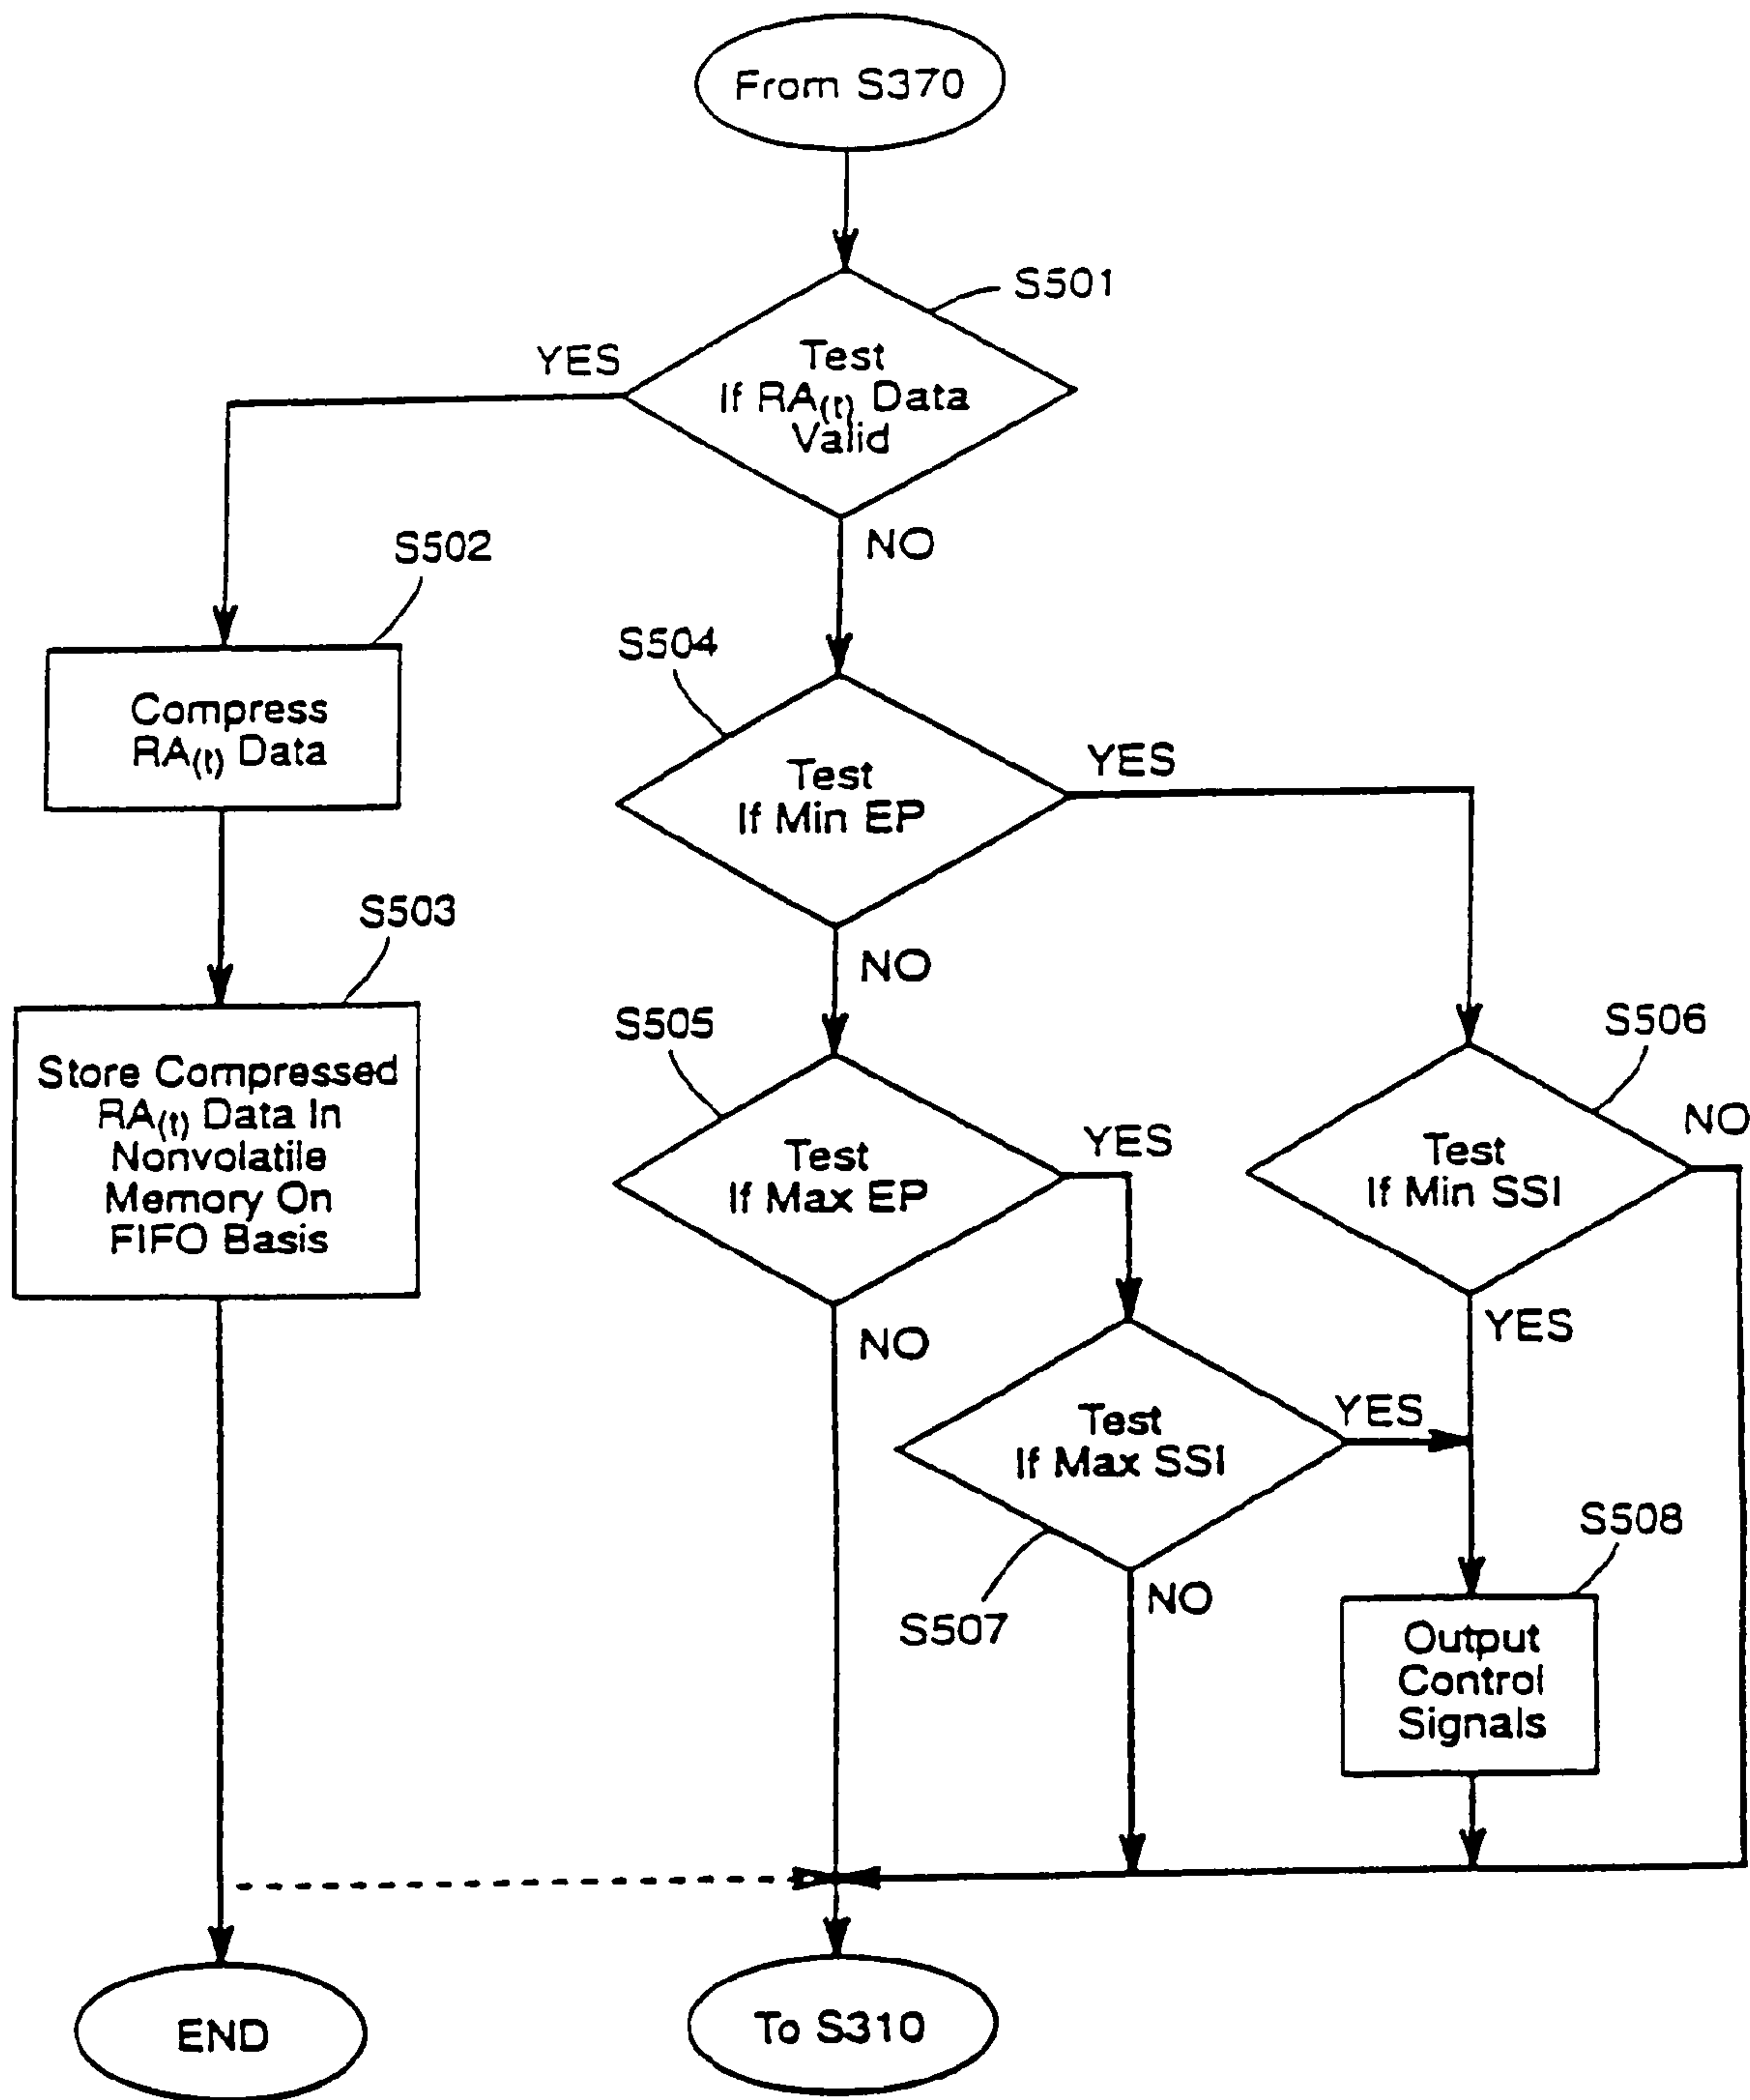 From S370
S501
YES
Test
If RA(t) Data
Valid
NO
S502
Compress
RA(t) Data
S504
Test
If Min EP
YES
S503
Store Compressed
RA(t) Data In
Nonvolatile
Memory On
FIFO Basis
NO
S505
Test
If Max EP
YES
S506
Test
If Min SSI
NO
YES
NO
Test
If Max SSI
YES
S507
NO
S508
Output
Control
Signals
END
To S310